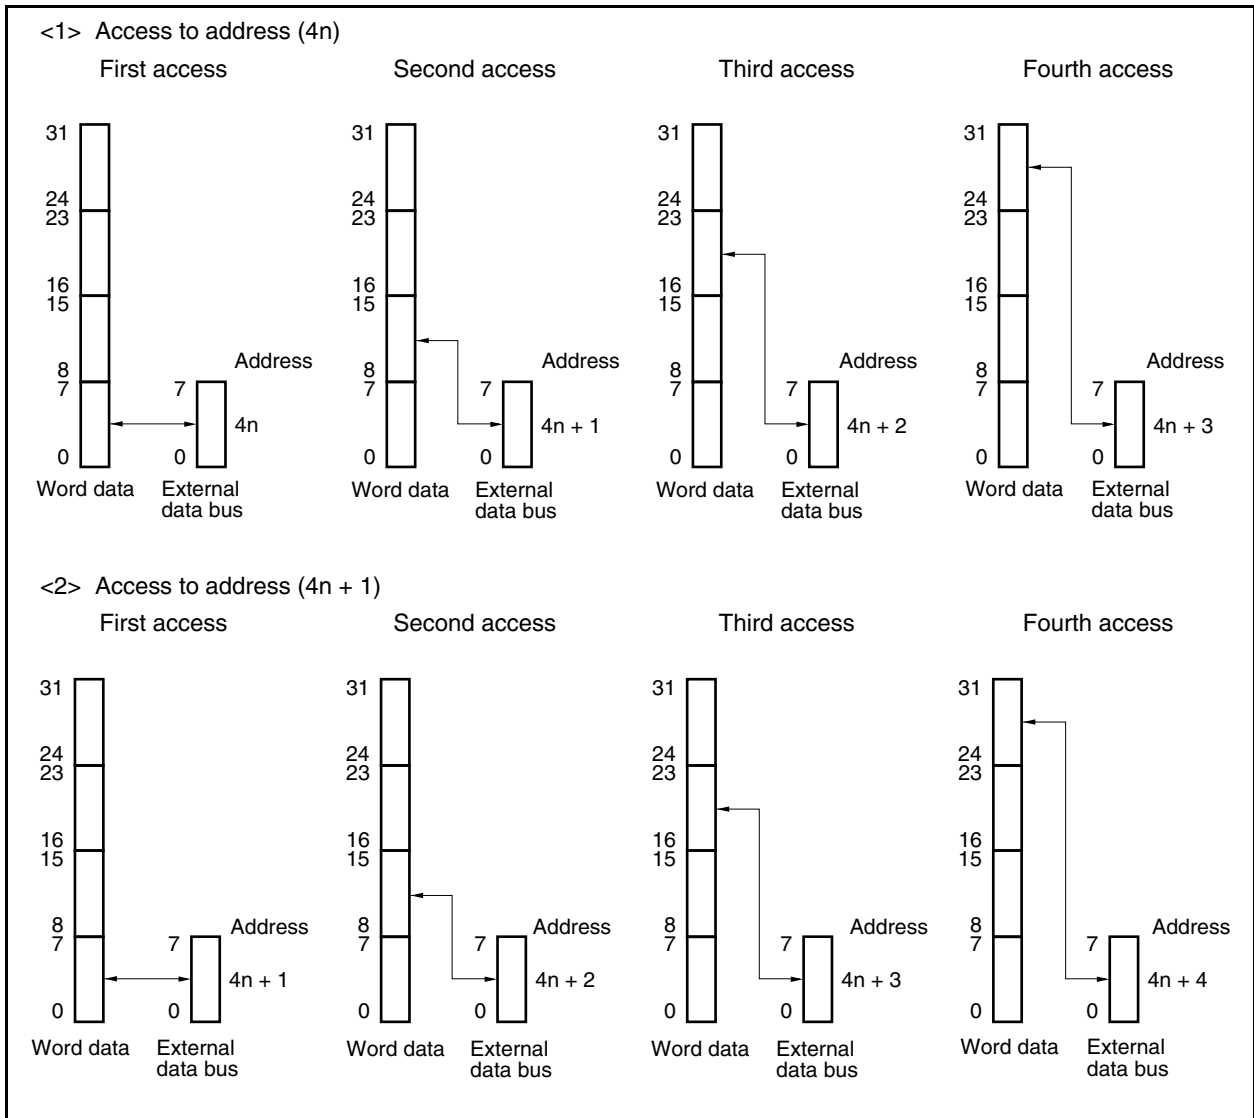 <1> Access to address (4n)
First access Second access Third access Fourth access
31 31 31 31
24 24 24 24
23 23 23 23
16 16 16 16
15 15 15 15
Address Address Address Address
8 8 8 8
7 7 7 7 7 7 7 7
4n 4n + 1 4n + 2 4n + 3
0 0 0 0 0 0 0 0
Word data External Word data External Word data External Word data External
data bus data bus data bus data bus
<2> Access to address (4n + 1)
First access Second access Third access Fourth access
31 31 31 31
24 24 24 24
23 23 23 23
16 16 16 16
15 15 15 15
Address Address Address Address
8 8 8 8
7 7 7 7 7 7 7 7
4n + 1 4n + 2 4n + 3 4n + 4
0 0 0 0 0 0 0 0
Word data External Word data External Word data External Word data External
data bus data bus data bus data bus